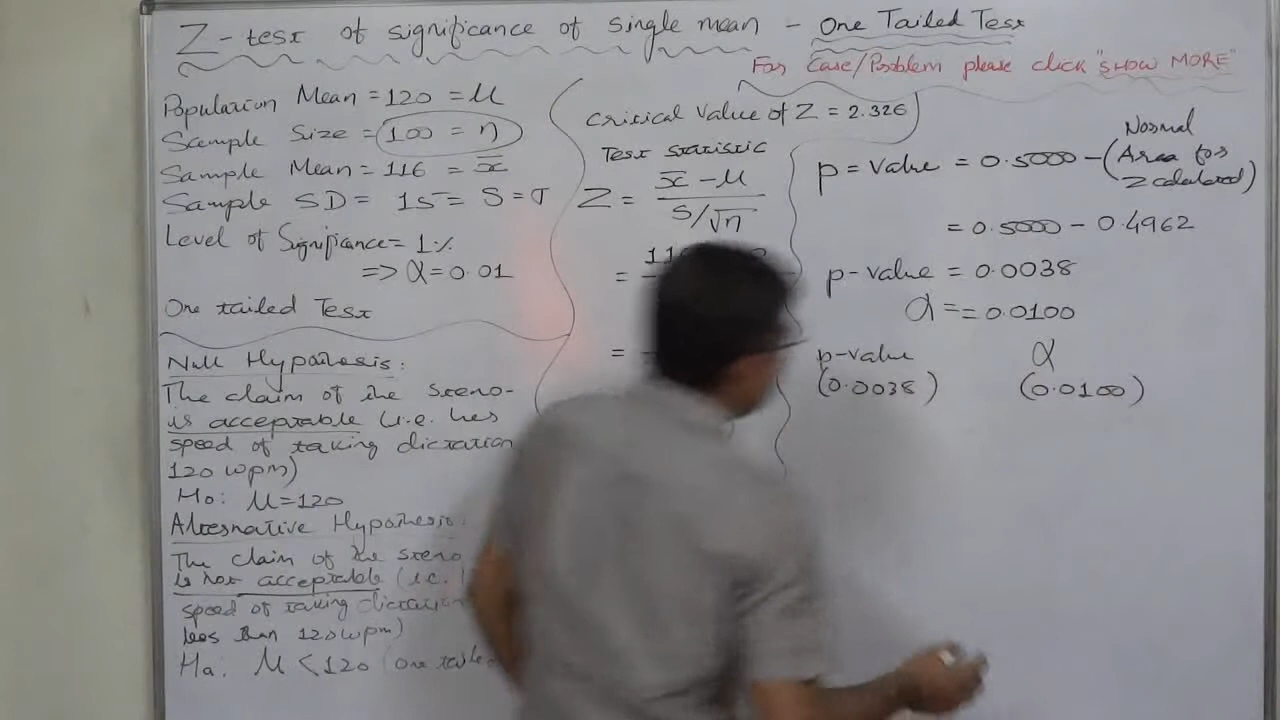 Z-test of significance of single mean - One Tailed Test
For Case/Problem please click "SHOW MORE"
Population Mean = 120 = μ
Sample Size = 100 = n
Sample Mean = 116 = x̄
Sample SD = 15 = S = σ
Level of Significance = 1%
=> α = 0.01
One tailed Test
Null Hypothesis:
The claim of the steno-
is acceptable (i.e. her
speed of taking dictation
120 wpm)
H₀: μ = 120
Alternative Hypothesis:
The claim of the steno
is not acceptable (i.e.
speed of taking dictation
less than 120 wpm)
Ha: μ < 120 (One tailed
Critical Value of Z = 2.326
Test Statistic
Z = x̄ - μ
S/√n
= 11
=
p-value = 0.5000 - (Normal
Area for
Z calculated)
= 0.5000 - 0.4962
p-value = 0.0038
α = = 0.0100
p-value α
(0.0038) (0.0100)